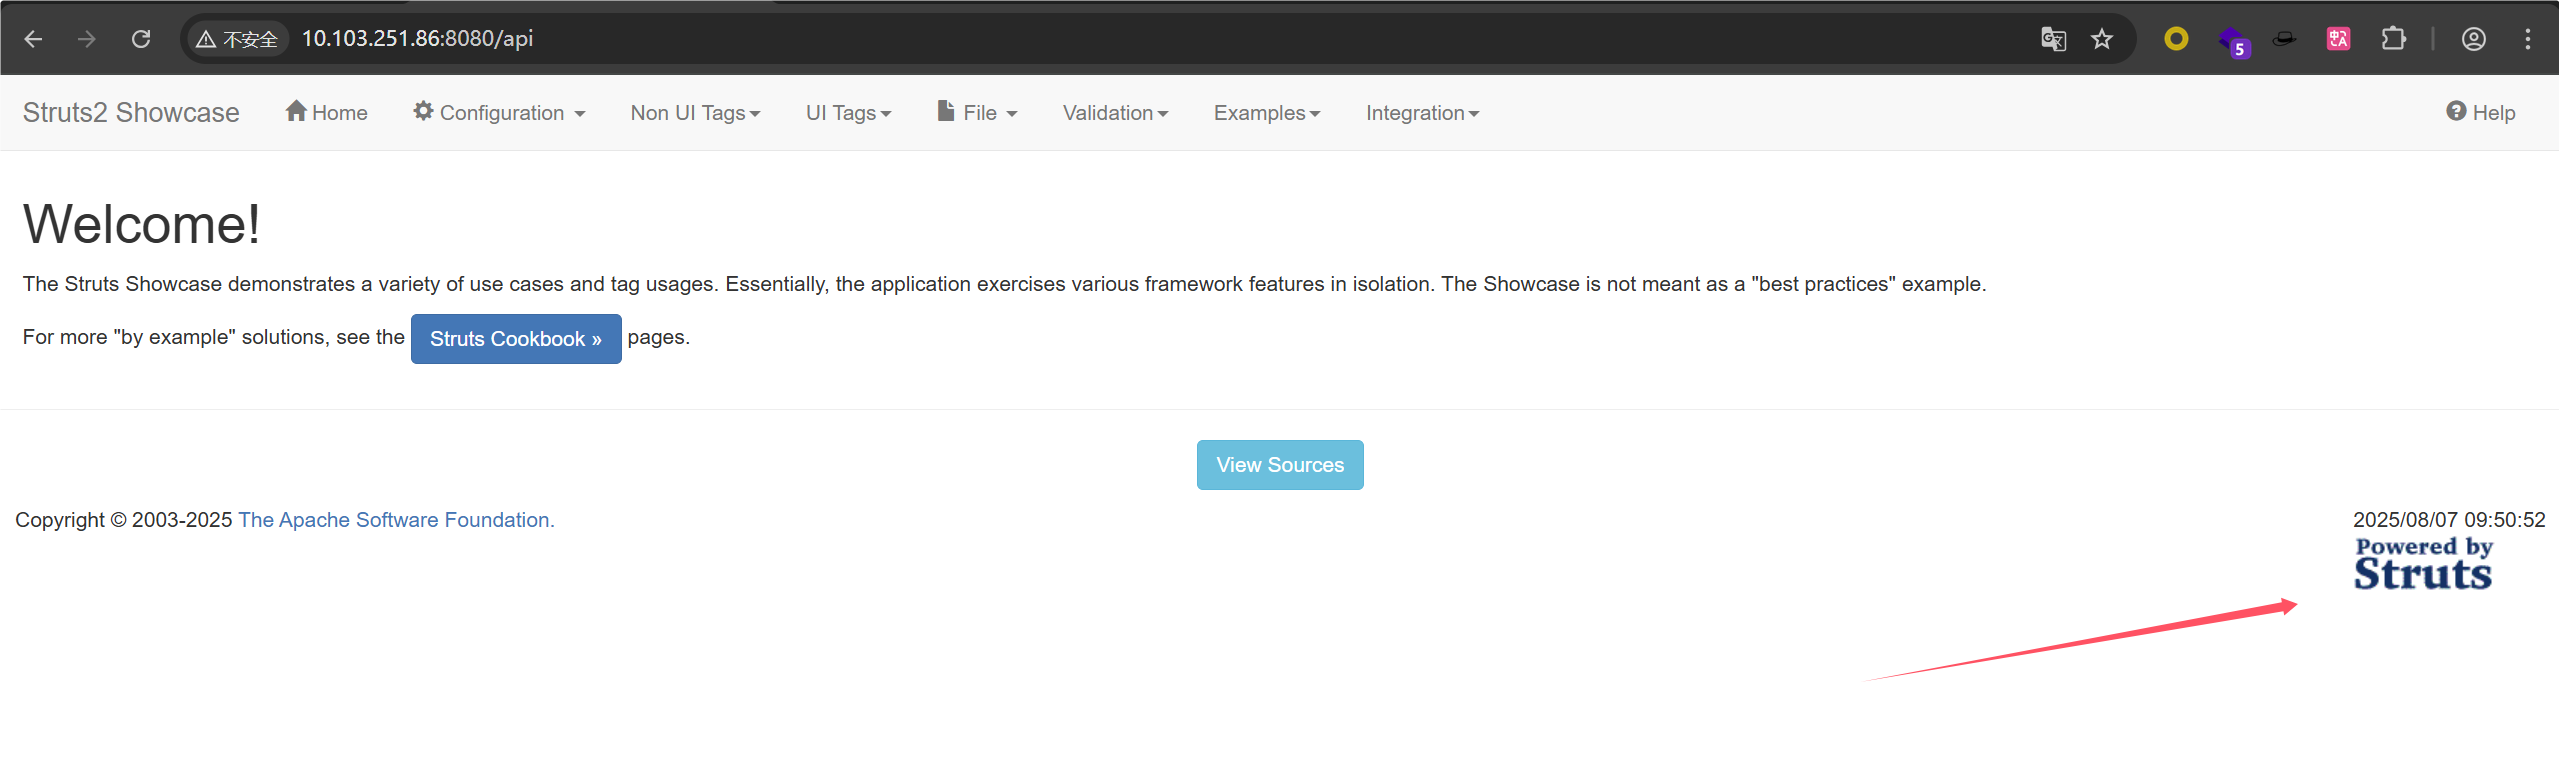 不安全 10.103.251.86:8080/api
5
Struts2 Showcase Home Configuration Non UI Tags UI Tags File Validation Examples Integration Help
Welcome!
The Struts Showcase demonstrates a variety of use cases and tag usages. Essentially, the application exercises various framework features in isolation. The Showcase is not meant as a "best practices" example.
For more "by example" solutions, see the Struts Cookbook » pages.
View Sources
Copyright © 2003-2025 The Apache Software Foundation.
2025/08/07 09:50:52
Powered by
Struts